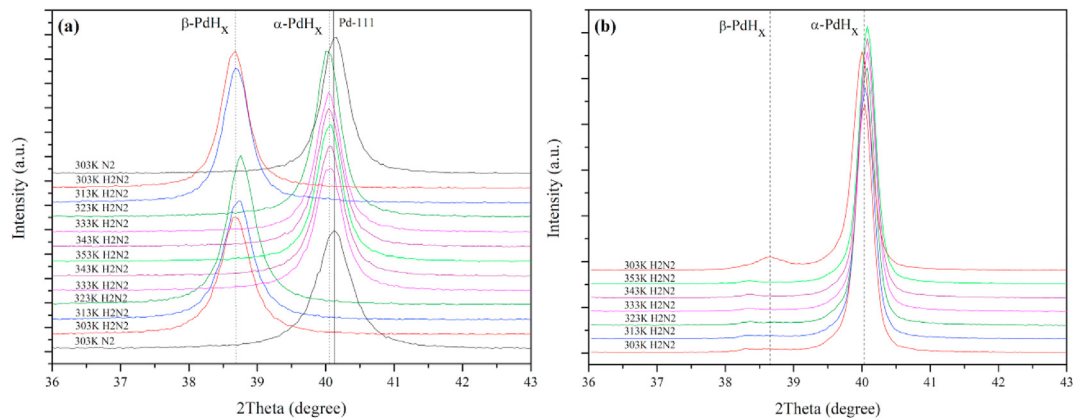 (a)
β-PdHx
α-PdHx
Pd-111
Intensity (a.u.)
303K N2
303K H2N2
313K H2N2
323K H2N2
333K H2N2
343K H2N2
353K H2N2
343K H2N2
333K H2N2
323K H2N2
313K H2N2
303K H2N2
303K N2
36 37 38 39 40 41 42 43
2Theta (degree)
(b)
β-PdHx
α-PdHx
Intensity (a.u.)
303K H2N2
353K H2N2
343K H2N2
333K H2N2
323K H2N2
313K H2N2
303K H2N2
36 37 38 39 40 41 42 43
2Theta (degree)